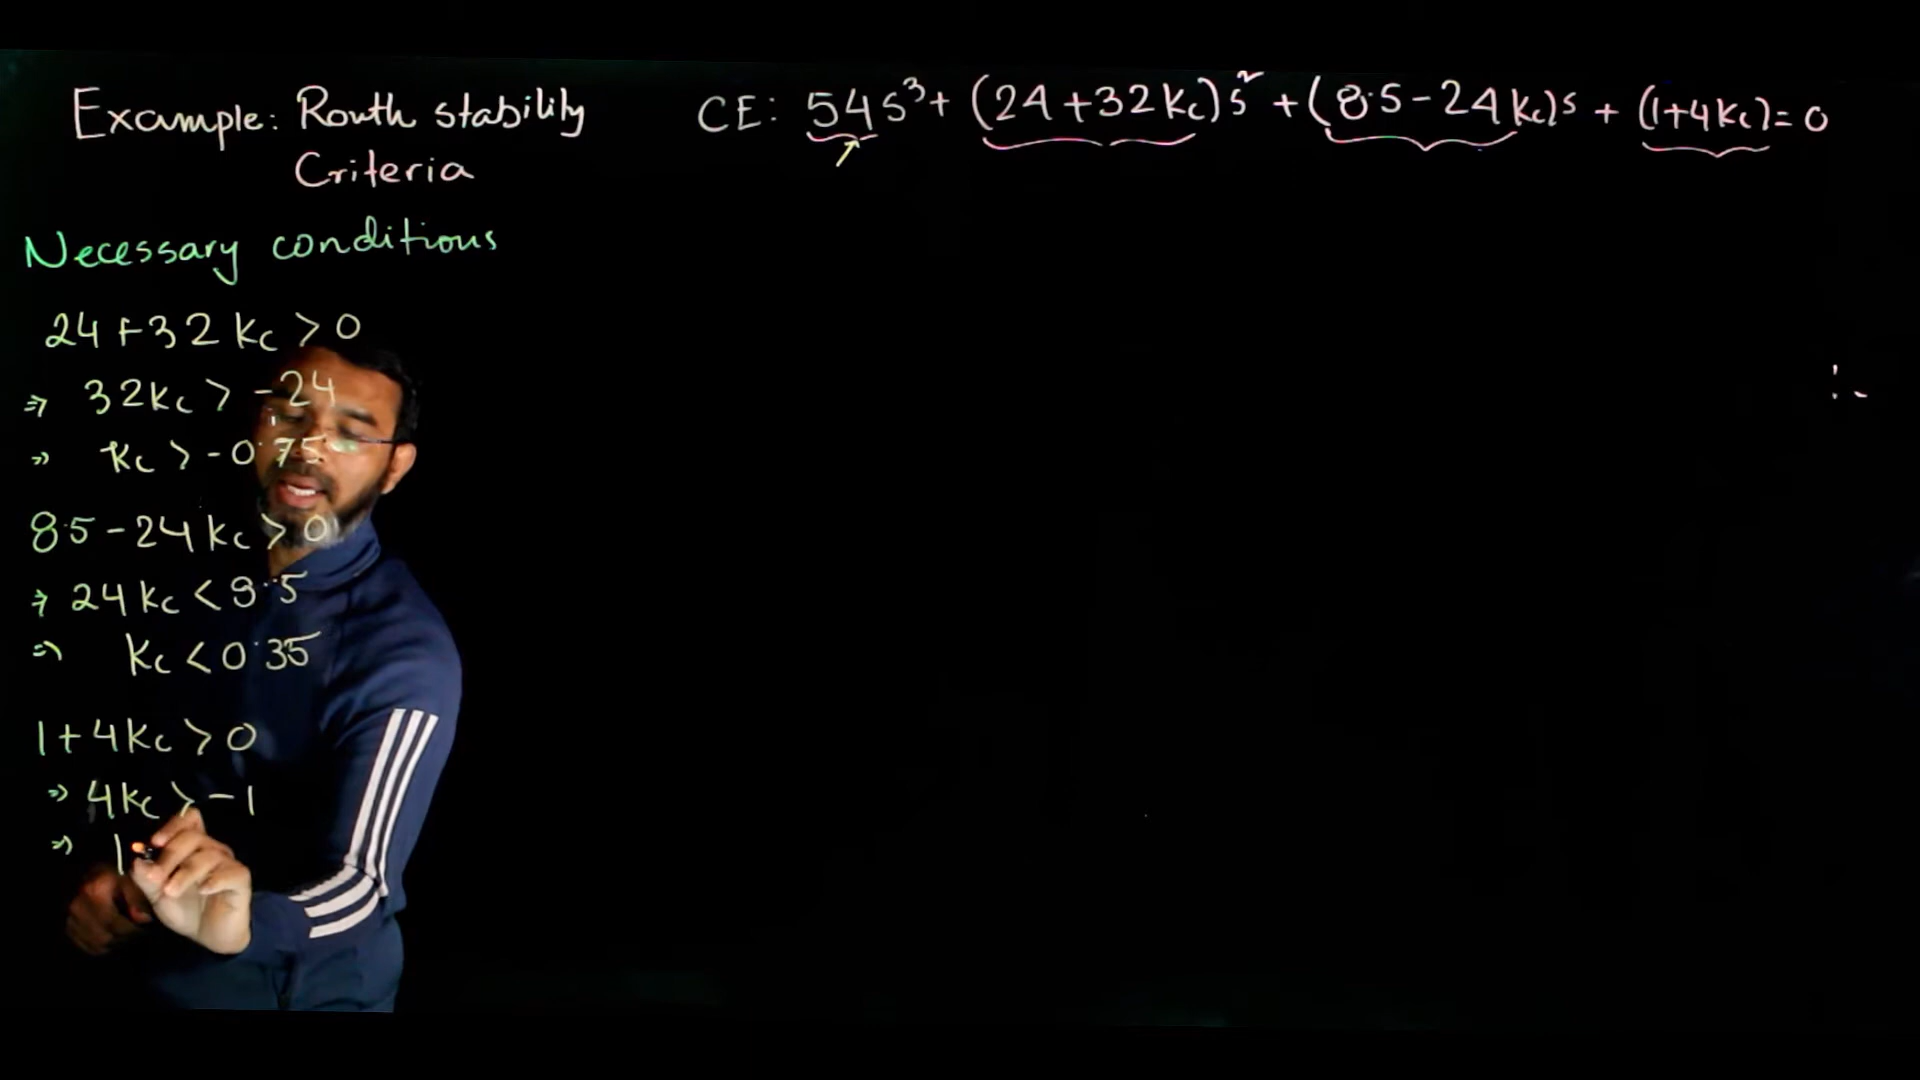 Example: Routh stability
Criteria
CE: 54s³ + (24+32Kc)s² + (8.5-24Kc)s + (1+4Kc) = 0
Necessary conditions
24+32Kc > 0
⇒ 32Kc > -24
⇒ Kc > -0.75
8.5-24Kc > 0
⇒ 24Kc < 8.5
⇒ Kc < 0.35
1+4Kc > 0
⇒ 4Kc > -1
⇒